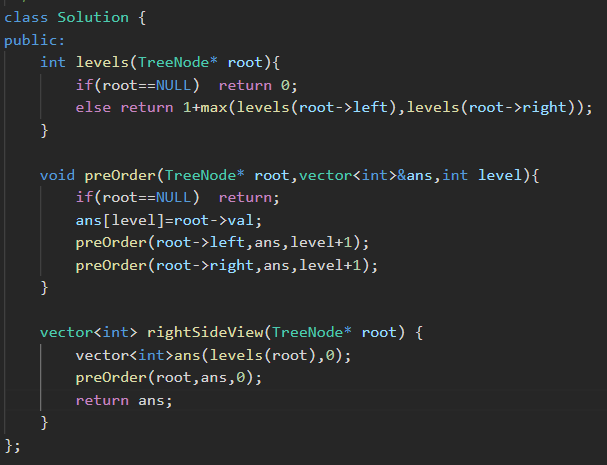 class Solution {
public:
    int levels(TreeNode* root){
        if(root==NULL)  return 0;
        else return 1+max(levels(root->left),levels(root->right));
    }

    void preOrder(TreeNode* root,vector<int>&ans,int level){
        if(root==NULL)  return;
        ans[level]=root->val;
        preOrder(root->left,ans,level+1);
        preOrder(root->right,ans,level+1);
    }

    vector<int> rightSideView(TreeNode* root) {
        vector<int>ans(levels(root),0);
        preOrder(root,ans,0);
        return ans;
    }
};